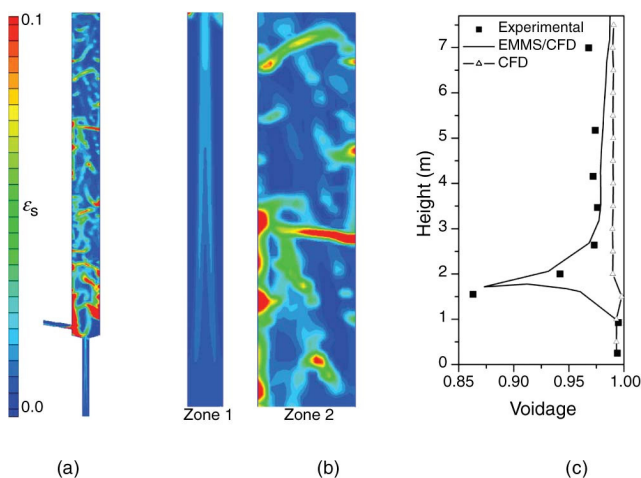 0.1
εs
0.0
Zone 1
Zone 2
Experimental
EMMS/CFD
CFD
Height (m)
7
6
5
4
3
2
1
0
0.85
0.90
0.95
1.00
Voidage
(a)
(b)
(c)